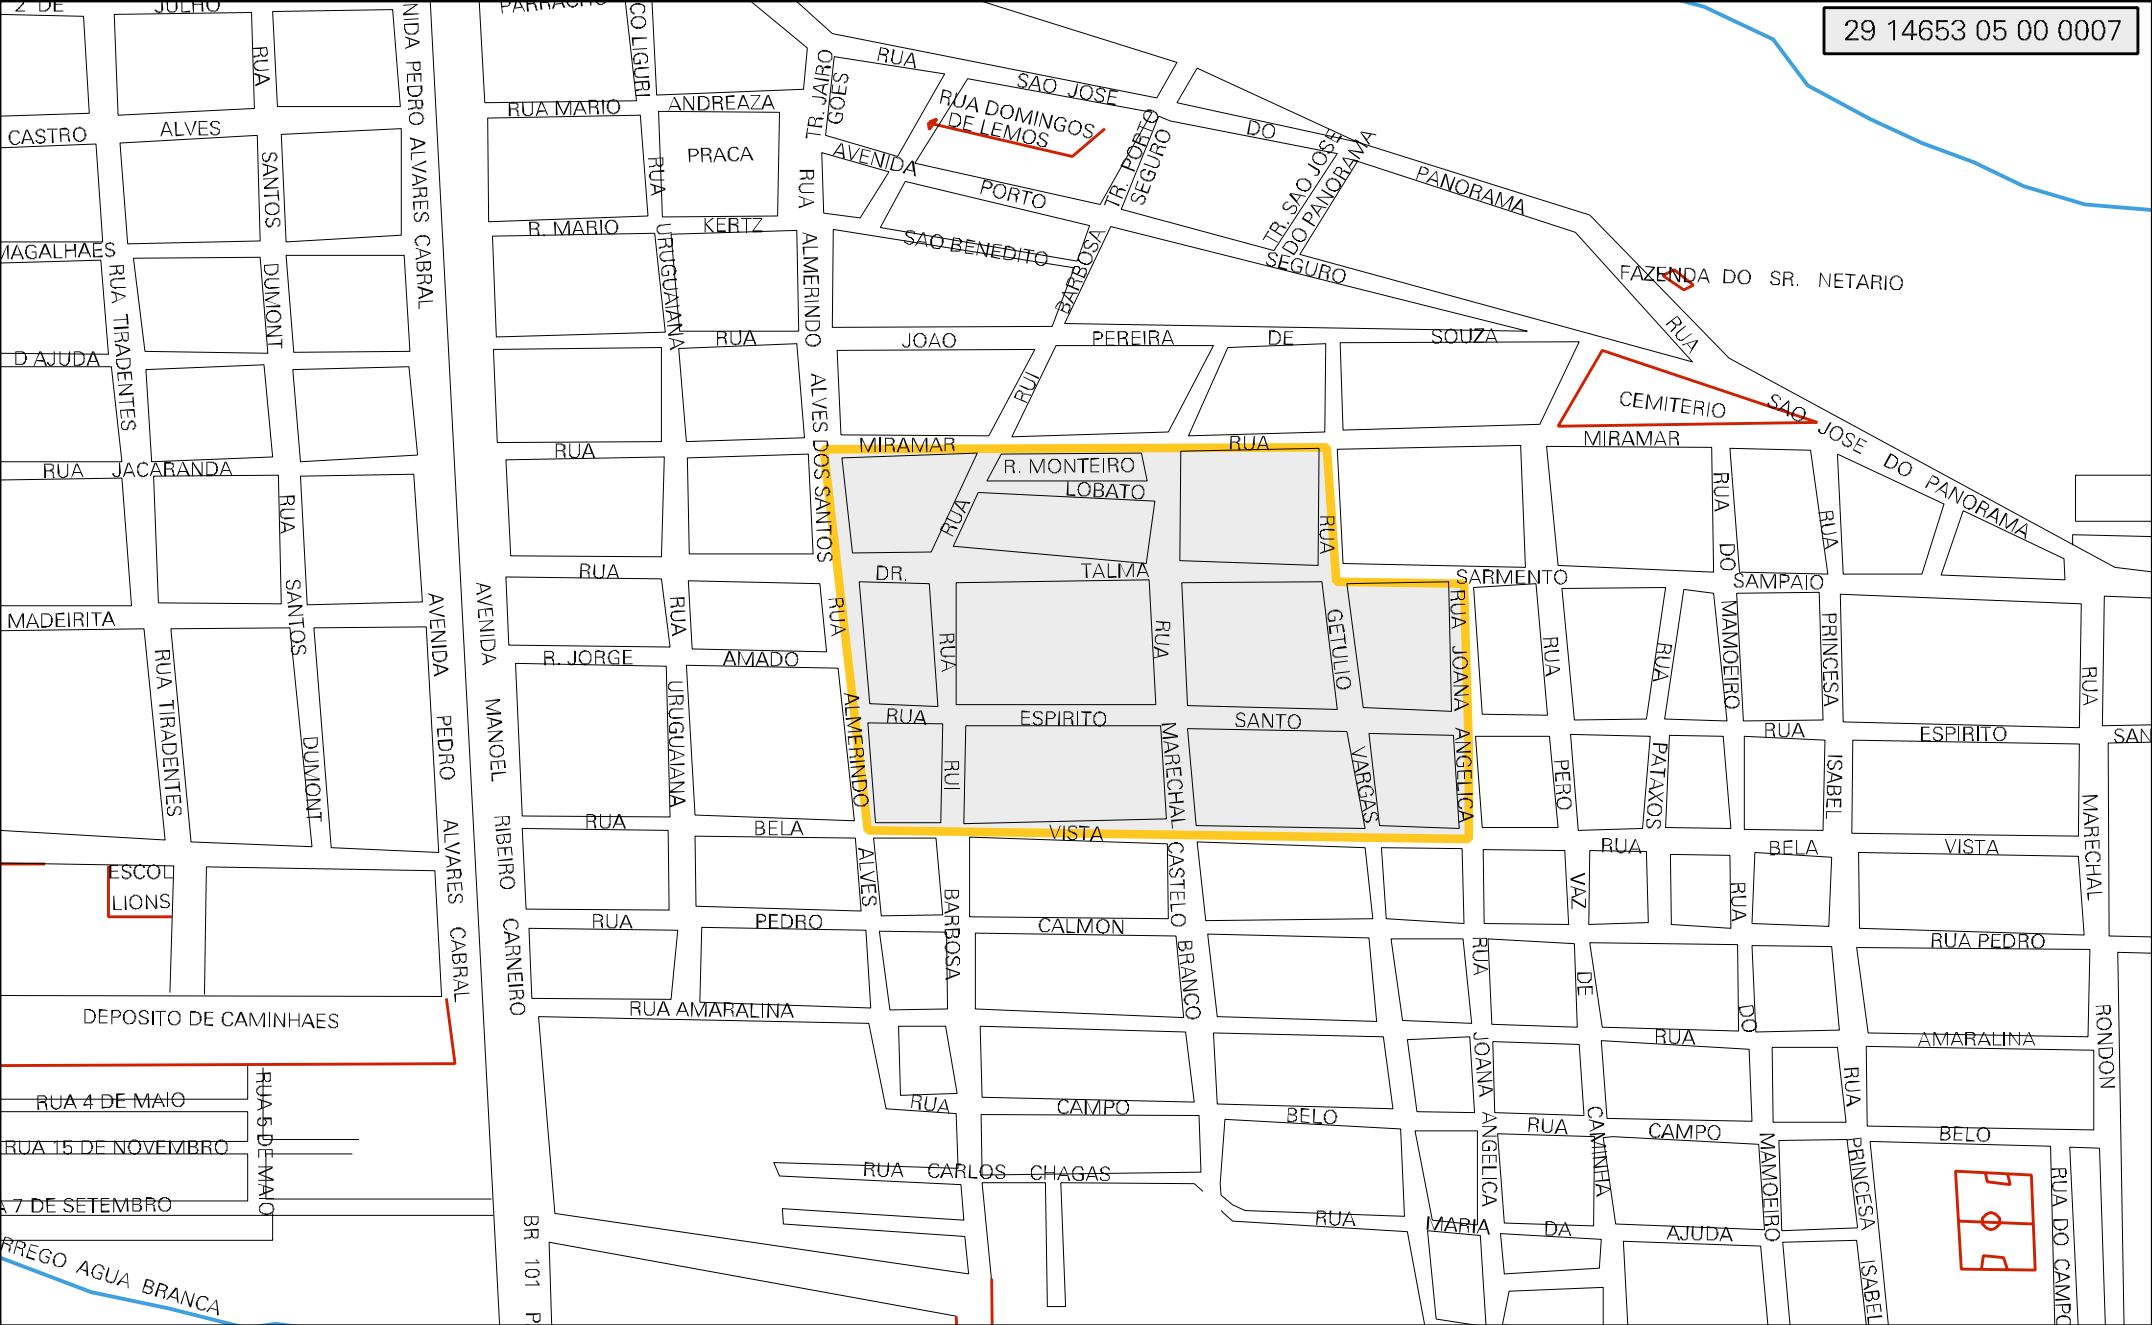 29 14653 05 00 0007
2 DE
JULHO
RUA
SANTOS
DUMONT
NIDA PEDRO ALVARES CABRAL
PARRACHO
CO LIGURI
RUA MARIO
ANDREAZA
PRACA
CASTRO
ALVES
TR. JAIRO
GOES
RUA
SAO JOSE
DO
PANORAMA
RUA DOMINGOS
DE LEMOS
AVENIDA
PORTO
SEGURO
TR. PORTO
SEGURO
TR. SAO JOSE
DO PANORAMA
SAO BENEDITO
R. MARIO
KERTZ
RUA
URUGUAIANA
RUA
ALMERINDO
ALVES
DOS SANTOS
MAGALHAES
RUA TIRADENTES
D AJUDA
FAZENDA DO SR. NETARIO
RUA
SAO
JOSE
DO
PANORAMA
CEMITERIO
RUA
JOAO
PEREIRA
DE
SOUZA
BARBOSA
RUI
RUA
RUA
MIRAMAR
RUA
MIRAMAR
R. MONTEIRO
LOBATO
RUA
JACARANDA
RUA
SANTOS
DUMONT
RUA
DR.
TALMA
SARMENTO
SAMPAIO
MADEIRITA
RUA TIRADENTES
AVENIDA
PEDRO
ALVARES
CABRAL
AVENIDA
MANOEL
RIBEIRO
CARNEIRO
R. JORGE
AMADO
RUA
URUGUAIANA
RUA
ALMERINDO
ALVES
RUA
RUI
BARBOSA
RUA
MARECHAL
CASTELO
BRANCO
RUA
GETULIO
VARGAS
RUA
JOANA
ANGELICA
RUA
JOANA
ANGELICA
RUA
PERO
VAZ
DE
CAMINHA
RUA
PATAXOS
RUA
DO
MAMOEIRO
RUA
DO
MAMOEIRO
RUA
PRINCESA
ISABEL
RUA
PRINCESA
ISABEL
RUA
MARECHAL
RONDON
RUA
ESPIRITO
SANTO
RUA
ESPIRITO
SAN
RUA
BELA
VISTA
RUA
BELA
VISTA
ESCOL
LIONS
RUA
PEDRO
CALMON
RUA PEDRO
DEPOSITO DE CAMINHAES
RUA AMARALINA
RUA
AMARALINA
RUA 4 DE MAIO
RUA 5 DE MAIO
RUA 15 DE NOVEMBRO
A 7 DE SETEMBRO
RUA
CAMPO
BELO
RUA
CAMPO
BELO
RUA CARLOS CHAGAS
RUA
MARIA
DA
AJUDA
RUA DO CAMPO
RREGO AGUA BRANCA
BR 101